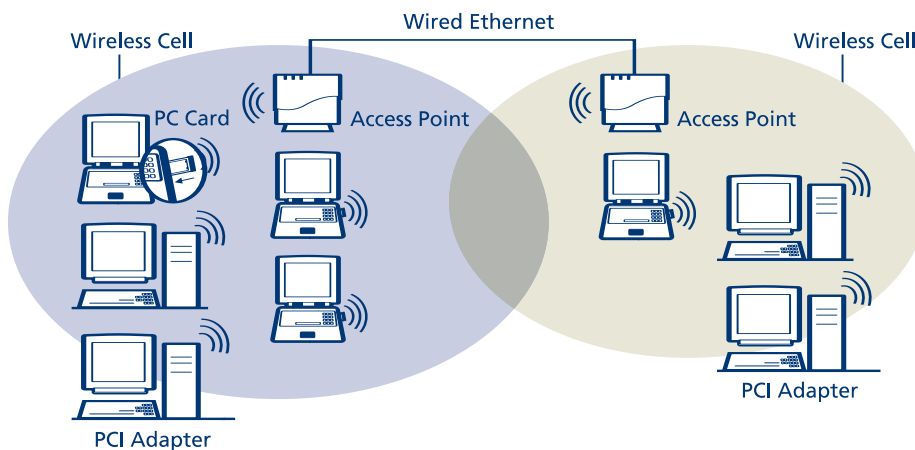 Wired Ethernet
Wireless Cell
Wireless Cell
PC Card
Access Point
Access Point
PCI Adapter
PCI Adapter